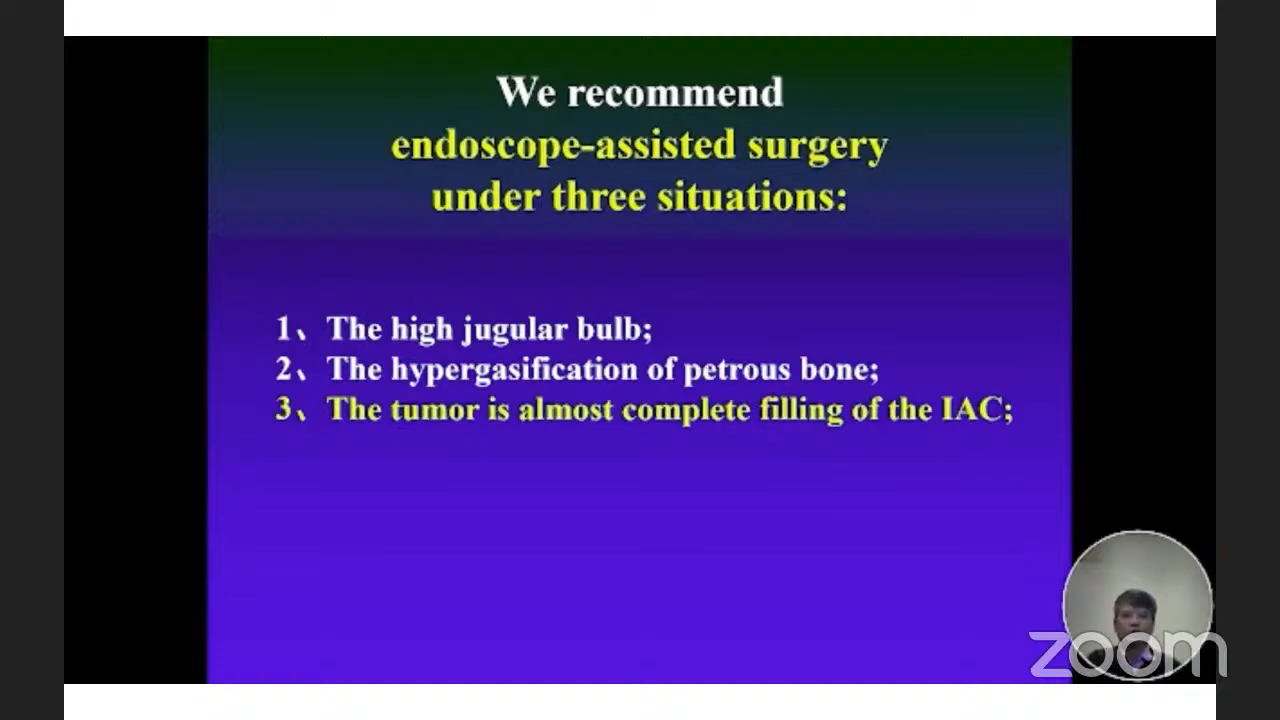 We recommend
endoscope-assisted surgery
under three situations:
1、The high jugular bulb;
2、The hypergasification of petrous bone;
3、The tumor is almost complete filling of the IAC;
zoom